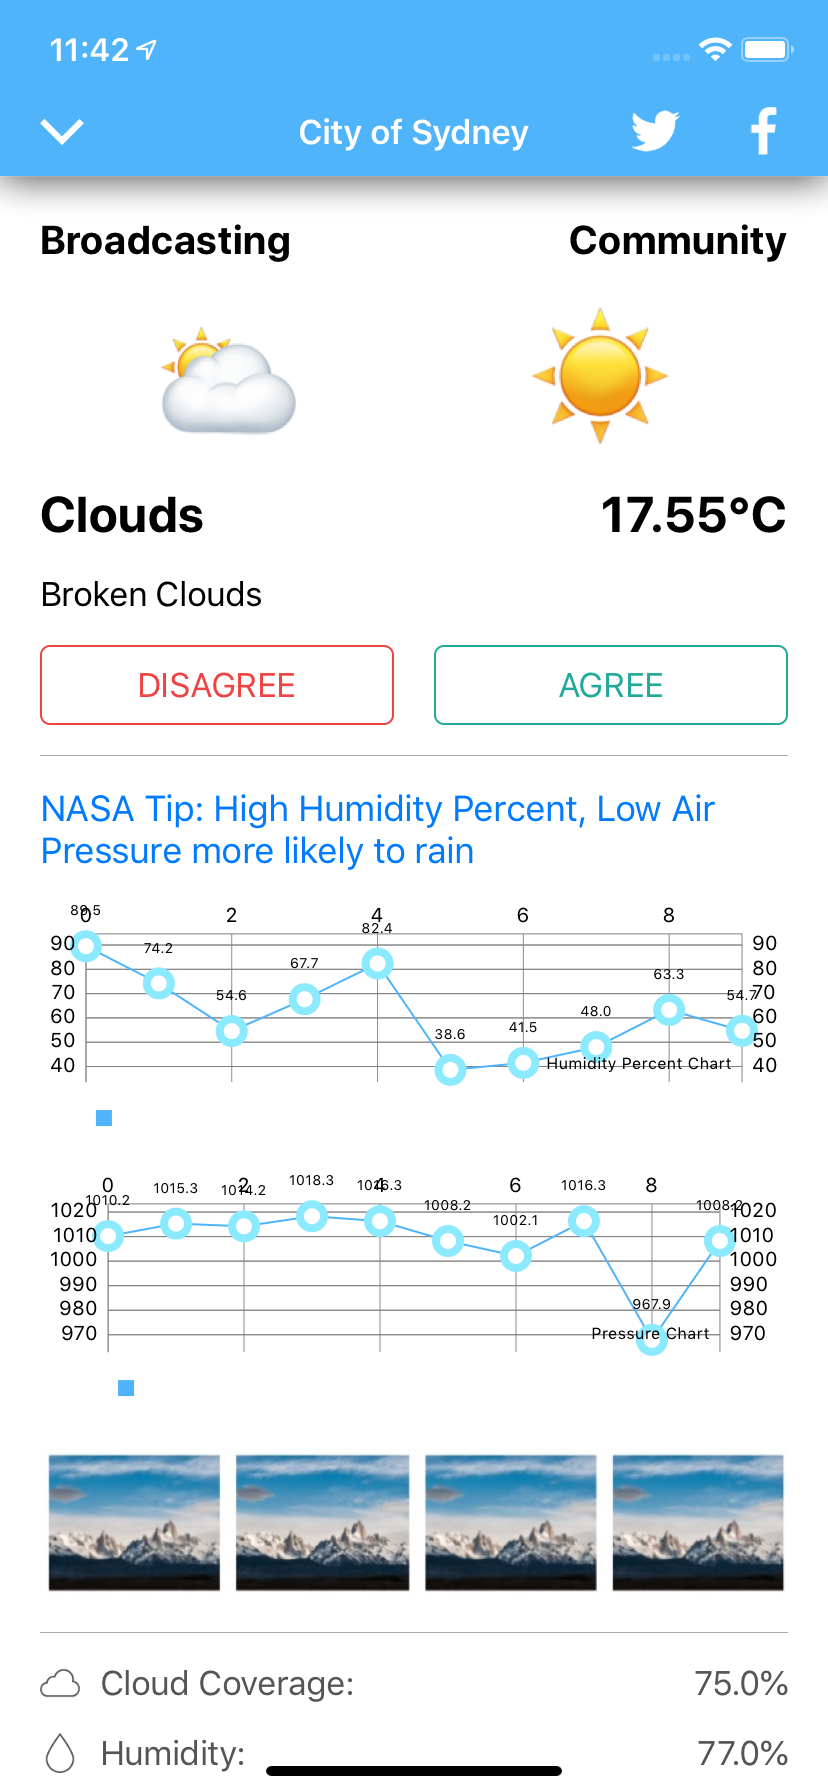 11:42
City of Sydney
Broadcasting
Community
Clouds
17.55°C
Broken Clouds
DISAGREE
AGREE
NASA Tip: High Humidity Percent, Low Air
Pressure more likely to rain
0 2 4 6 8
89.5 74.2 54.6 67.7 82.4 38.6 41.5 48.0 63.3 54.7
90 90
80 80
70 70
60 60
50 50
40 40
Humidity Percent Chart
0 2 4 6 8
1010.2 1015.3 1014.2 1018.3 1016.3 1008.2 1002.1 1016.3 967.9 1008.2
1020 1020
1010 1010
1000 1000
990 990
980 980
970 970
Pressure Chart
Cloud Coverage: 75.0%
Humidity: 77.0%